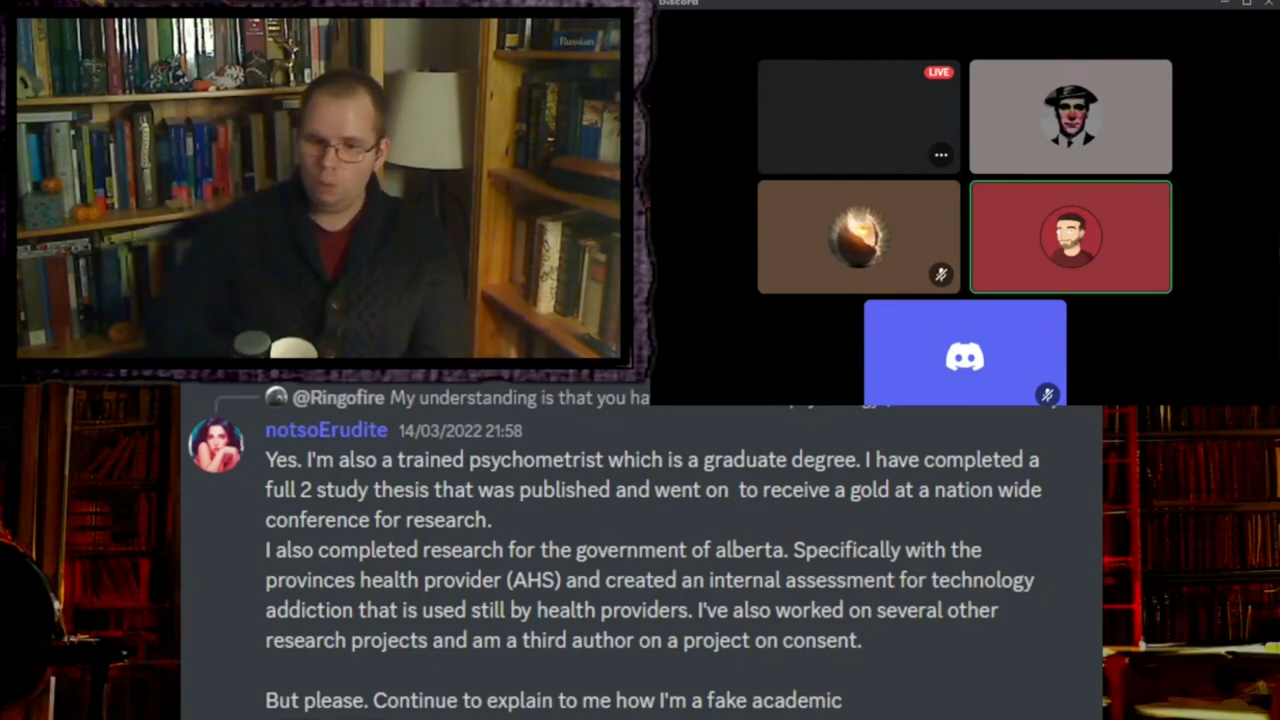 Discord
Russian
LIVE
@Ringofire My understanding is that you ha
notsoErudite 14/03/2022 21:58
Yes. I'm also a trained psychometrist which is a graduate degree. I have completed a
full 2 study thesis that was published and went on to receive a gold at a nation wide
conference for research.
I also completed research for the government of alberta. Specifically with the
provinces health provider (AHS) and created an internal assessment for technology
addiction that is used still by health providers. I've also worked on several other
research projects and am a third author on a project on consent.
But please. Continue to explain to me how I'm a fake academic